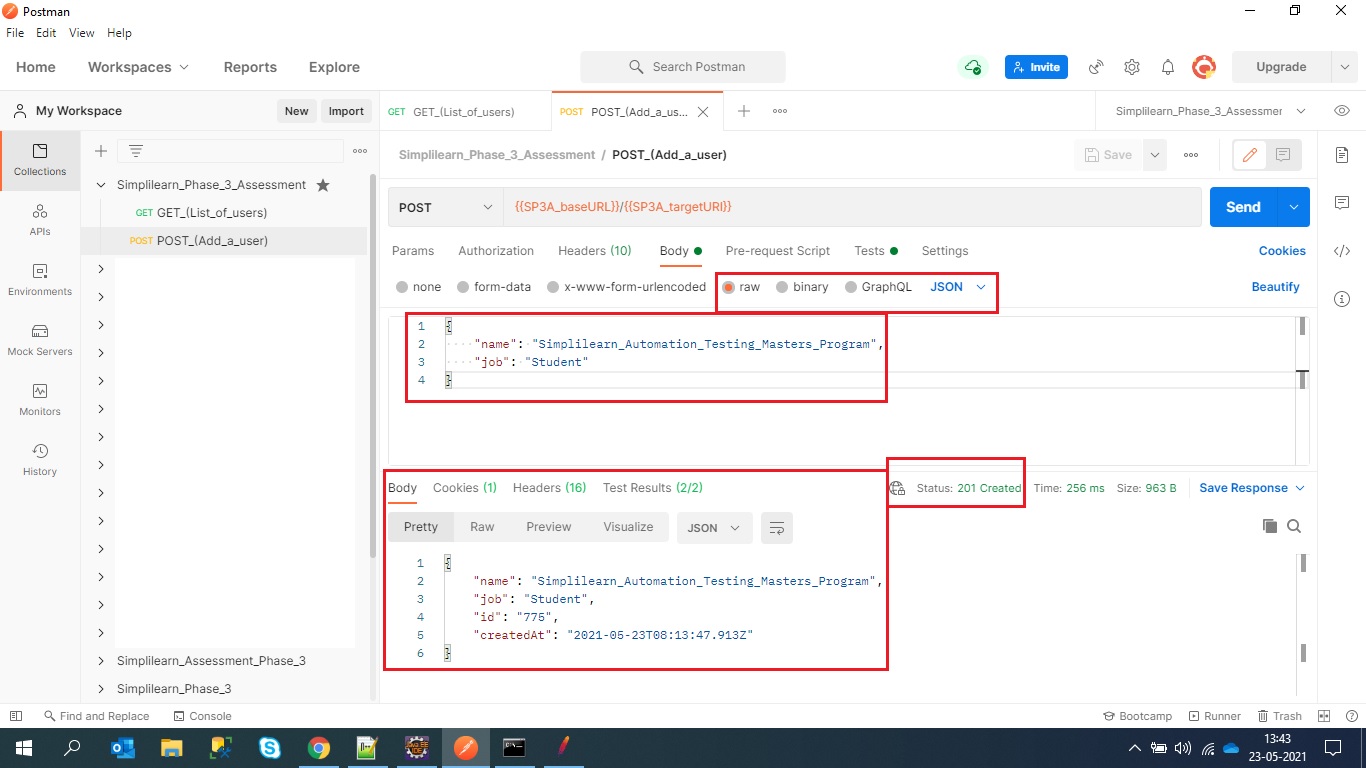 Postman
File Edit View Help
Home Workspaces Reports Explore Search Postman Invite Upgrade
My Workspace New Import GET GET_(List_of_users) POST POST_(Add_a_us... Simplilearn_Phase_3_Assessmer
Collections
APIs
Environments
Mock Servers
Monitors
History
Simplilearn_Phase_3_Assessment
GET GET_(List_of_users)
POST POST_(Add_a_user)
Simplilearn_Assessment_Phase_3
Simplilearn_Phase_3
Simplilearn_Phase_3_Assessment / POST_(Add_a_user) Save
POST {{SP3A_baseURL}}/{{SP3A_targetURI}} Send
Params Authorization Headers (10) Body Pre-request Script Tests Settings Cookies
none form-data x-www-form-urlencoded raw binary GraphQL JSON Beautify
1 {
2 "name": "Simplilearn_Automation_Testing_Masters_Program",
3 "job": "Student"
4 }
Body Cookies (1) Headers (16) Test Results (2/2) Status: 201 Created Time: 256 ms Size: 963 B Save Response
Pretty Raw Preview Visualize JSON
1 {
2 "name": "Simplilearn_Automation_Testing_Masters_Program",
3 "job": "Student",
4 "id": "775",
5 "createdAt": "2021-05-23T08:13:47.913Z"
6 }
Find and Replace Console Bootcamp Runner Trash
13:43
23-05-2021